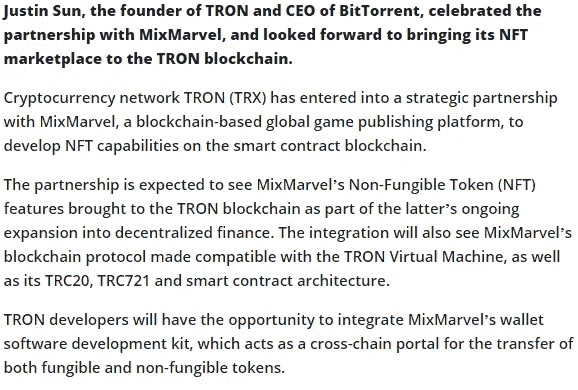 Justin Sun, the founder of TRON and CEO of BitTorrent, celebrated the
partnership with MixMarvel, and looked forward to bringing its NFT
marketplace to the TRON blockchain.
Cryptocurrency network TRON (TRX) has entered into a strategic partnership
with MixMarvel, a blockchain-based global game publishing platform, to
develop NFT capabilities on the smart contract blockchain.
The partnership is expected to see MixMarvel's Non-Fungible Token (NFT)
features brought to the TRON blockchain as part of the latter's ongoing
expansion into decentralized finance. The integration will also see MixMarvel's
blockchain protocol made compatible with the TRON Virtual Machine, as well
as its TRC20, TRC721 and smart contract architecture.
TRON developers will have the opportunity to integrate MixMarvel's wallet
software development kit, which acts as a cross-chain portal for the transfer of
both fungible and non-fungible tokens.